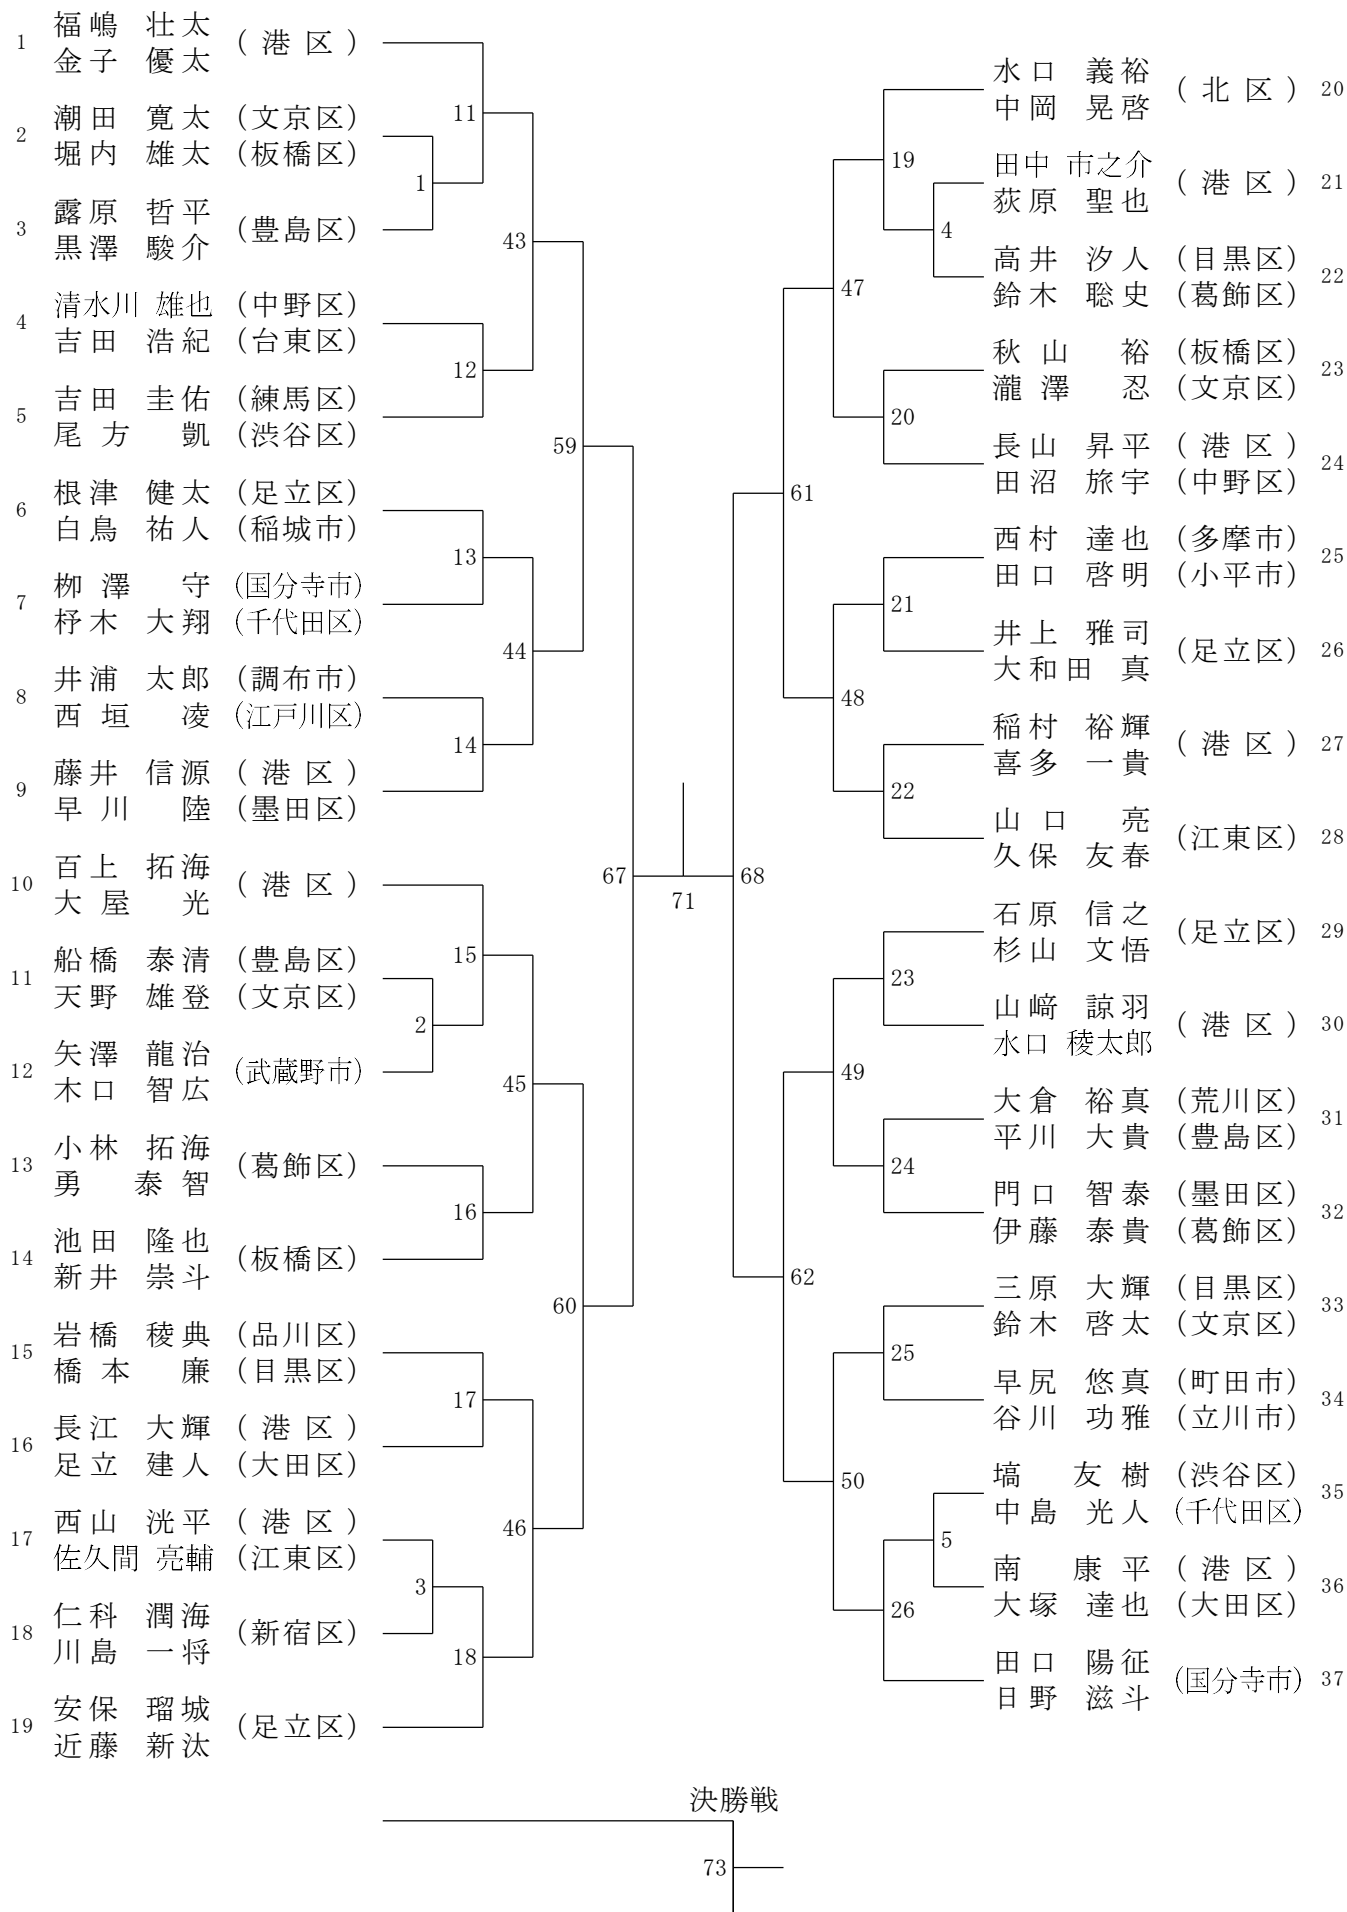 1 福嶋 壮太 (港区)
金子 優太
2 潮田 寛太 (文京区)
堀内 雄太 (板橋区)
3 露原 哲平 (豊島区)
黒澤 駿介
4 清水川 雄也 (中野区)
吉田 浩紀 (台東区)
5 吉田 圭佑 (練馬区)
尾方 凱 (渋谷区)
6 根津 健太 (足立区)
白鳥 祐人 (稲城市)
7 栁澤 守 (国分寺市)
杼木 大翔 (千代田区)
8 井浦 太郎 (調布市)
西垣 凌 (江戸川区)
9 藤井 信源 (港区)
早川 陸 (墨田区)
10 百上 拓海 (港区)
大屋 光
11 船橋 泰清 (豊島区)
天野 雄登 (文京区)
12 矢澤 龍治 (武蔵野市)
木口 智広
13 小林 拓海 (葛飾区)
勇 泰智
14 池田 隆也 (板橋区)
新井 崇斗
15 岩橋 稜典 (品川区)
橋本 廉 (目黒区)
16 長江 大輝 (港区)
足立 建人 (大田区)
17 西山 洸平 (港区)
佐久間 亮輔 (江東区)
18 仁科 潤海 (新宿区)
川島 一将
19 安保 瑠城 (足立区)
近藤 新汰
11
1
43
12
59
13
44
14
67
15
2
45
16
60
17
46
3
18
71
68
19
4
47
20
61
21
48
22
23
49
24
62
25
50
5
26
水口 義裕 (北区) 20
中岡 晃啓
田中 市之介 (港区) 21
荻原 聖也
高井 汐人 (目黒区) 22
鈴木 聡史 (葛飾区)
秋山 裕 (板橋区) 23
瀧澤 忍 (文京区)
長山 昇平 (港区) 24
田沼 旅宇 (中野区)
西村 達也 (多摩市) 25
田口 啓明 (小平市)
井上 雅司 (足立区) 26
大和田 真
稲村 裕輝 (港区) 27
喜多 一貴
山口 亮 (江東区) 28
久保 友春
石原 信之 (足立区) 29
杉山 文悟
山﨑 諒羽 (港区) 30
水口 稜太郎
大倉 裕真 (荒川区) 31
平川 大貴 (豊島区)
門口 智泰 (墨田区) 32
伊藤 泰貴 (葛飾区)
三原 大輝 (目黒区) 33
鈴木 啓太 (文京区)
早尻 悠真 (町田市) 34
谷川 功雅 (立川市)
塙 友樹 (渋谷区) 35
中島 光人 (千代田区)
南 康平 (港区) 36
大塚 達也 (大田区)
田口 陽征 (国分寺市) 37
日野 滋斗
決勝戦
73